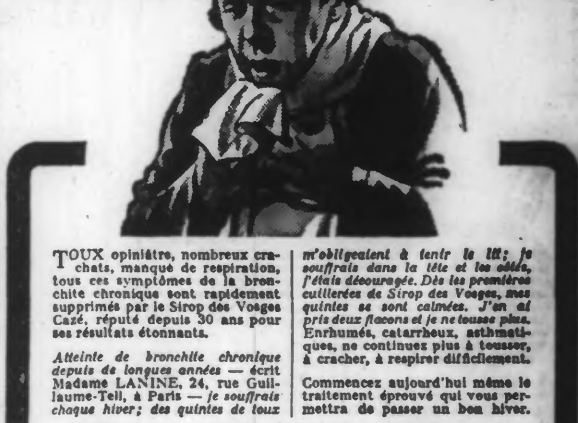 TOUX opiniâtre, nombreux cra-
chats, manque de respiration,
tous ces symptômes de la bron-
chite chronique sont rapidement
supprimés par le Sirop des Vosges
Cazé, réputé depuis 30 ans pour
ses résultats étonnants.
Atteinte de bronchite chronique
depuis de longues années — écrit
Madame LANINE, 24, rue Guil-
laume-Tell, à Paris — je souffrais
chaque hiver; des quintes de toux
m'obligeaient à tenir le lit; je
souffrais dans la tête et les côtés,
j'étais découragée. Dès les premières
cuillerées de Sirop des Vosges, mes
quintes se sont calmées. J'en ai
pris deux flacons et je ne tousse plus.
Enrhumés, catarrheux, asthmati-
ques, ne continuez plus à tousser,
à cracher, à respirer difficilement.
Commencez aujourd'hui même le
traitement éprouvé qui vous per-
mettra de passer un bon hiver.